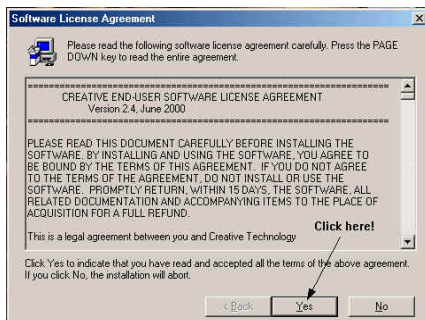 Software License Agreement
Please read the following software license agreement carefully. Press the PAGE
DOWN key to read the entire agreement.
==================================================
CREATIVE END-USER SOFTWARE LICENSE AGREEMENT
Version 2.4, June 2000
==================================================
PLEASE READ THIS DOCUMENT CAREFULLY BEFORE INSTALLING THE
SOFTWARE. BY INSTALLING AND USING THE SOFTWARE, YOU AGREE TO
BE BOUND BY THE TERMS OF THIS AGREEMENT. IF YOU DO NOT AGREE
TO THE TERMS OF THE AGREEMENT, DO NOT INSTALL OR USE THE
SOFTWARE. PROMPTLY RETURN, WITHIN 15 DAYS, THE SOFTWARE, ALL
RELATED DOCUMENTATION AND ACCOMPANYING ITEMS TO THE PLACE OF
ACQUISITION FOR A FULL REFUND.
Click here!
This is a legal agreement between you and Creative Technology
Click Yes to indicate that you have read and accepted all the terms of the above agreement.
If you click No, the installation will abort.
< Back Yes No